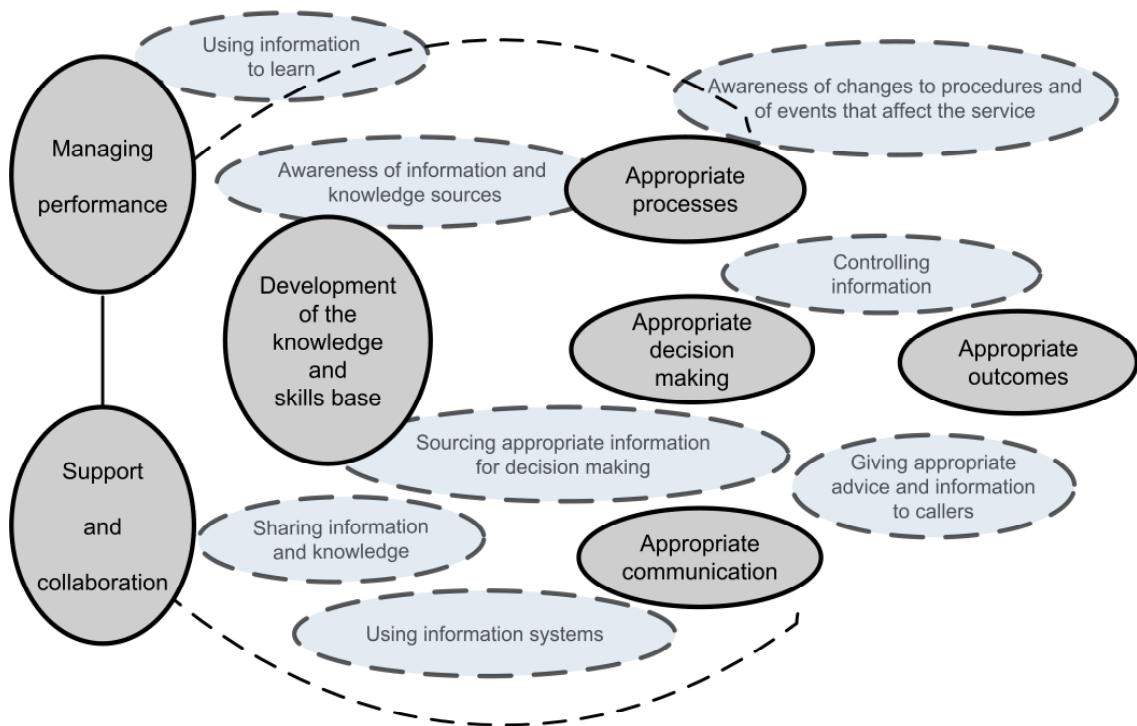 Using information
to learn
Awareness of changes to procedures and
of events that affect the service
Managing
performance
Awareness of information and
knowledge sources
Appropriate
processes
Controlling
information
Development
of the
knowledge
and
skills base
Appropriate
decision
making
Appropriate
outcomes
Sourcing appropriate information
for decision making
Giving appropriate
advice and information
to callers
Support
and
collaboration
Sharing information
and knowledge
Appropriate
communication
Using information systems